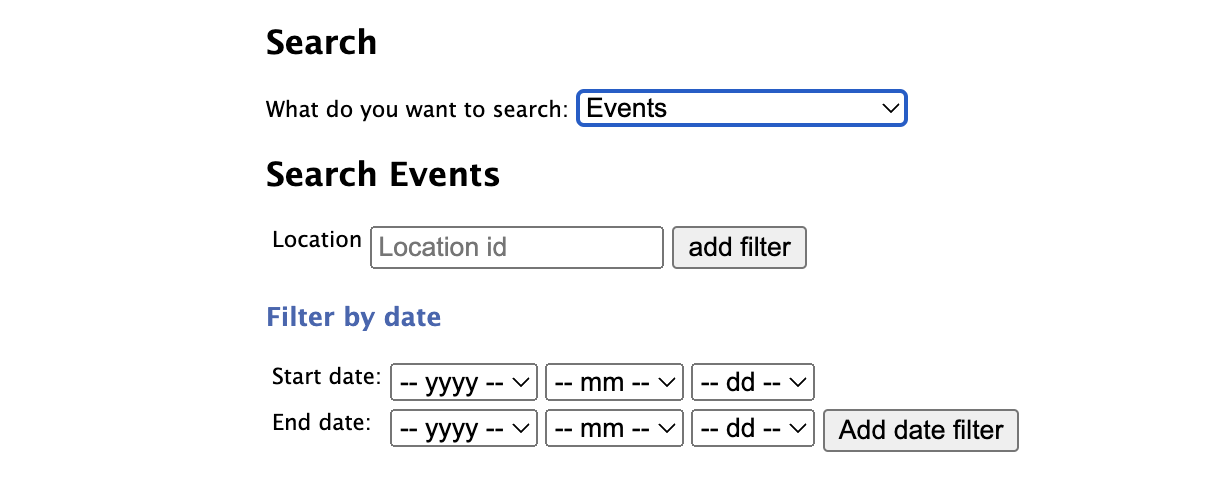 Search
What do you want to search: Events
Search Events
Location Location id add filter
Filter by date
Start date: -- yyyy -- -- mm -- -- dd --
End date: -- yyyy -- -- mm -- -- dd -- Add date filter